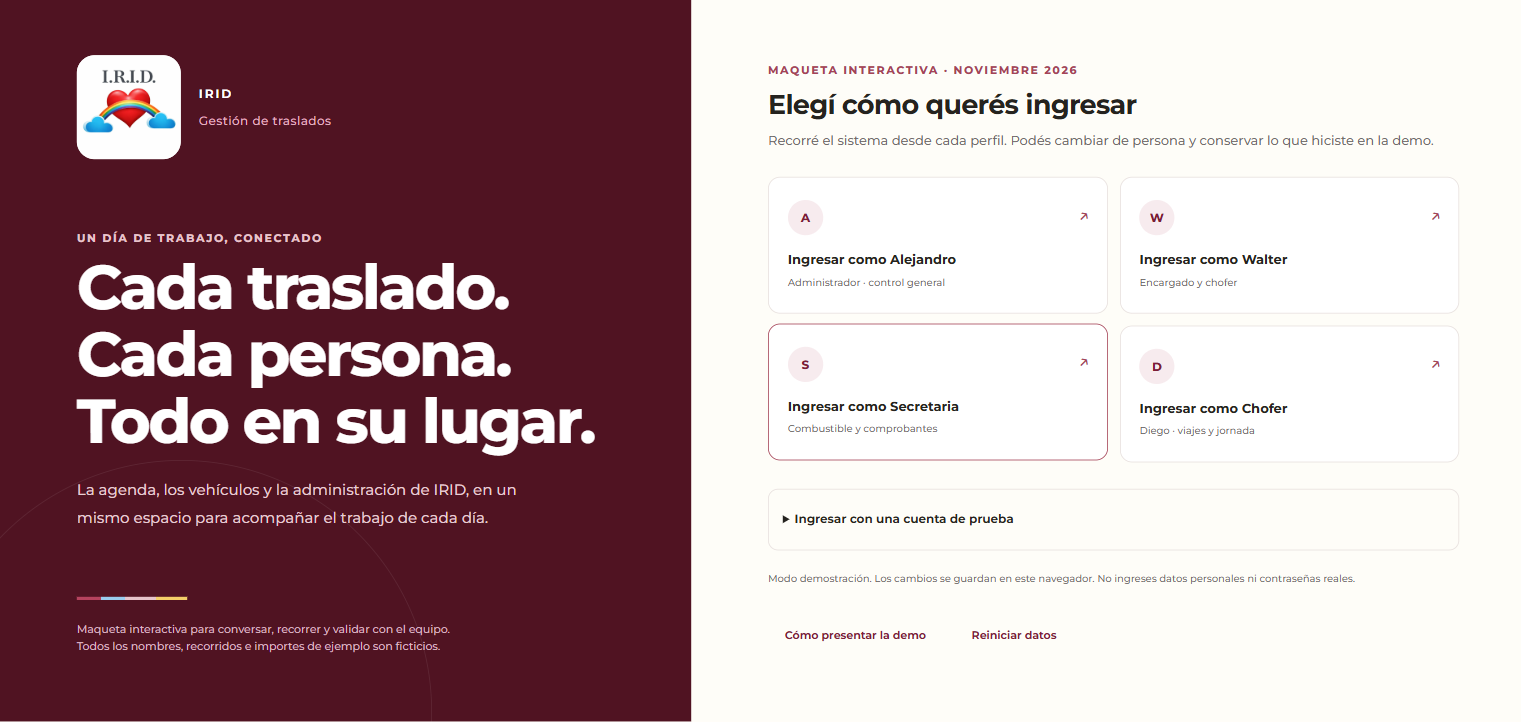 I.R.I.D.
IRID
Gestión de traslados
UN DÍA DE TRABAJO, CONECTADO
Cada traslado.
Cada persona.
Todo en su lugar.
La agenda, los vehículos y la administración de IRID, en un
mismo espacio para acompañar el trabajo de cada día.
Maqueta interactiva para conversar, recorrer y validar con el equipo.
Todos los nombres, recorridos e importes de ejemplo son ficticios.
MAQUETA INTERACTIVA · NOVIEMBRE 2026
Elegí cómo querés ingresar
Recorré el sistema desde cada perfil. Podés cambiar de persona y conservar lo que hiciste en la demo.
A
Ingresar como Alejandro
Administrador · control general
W
Ingresar como Walter
Encargado y chofer
S
Ingresar como Secretaria
Combustible y comprobantes
D
Ingresar como Chofer
Diego · viajes y jornada
Ingresar con una cuenta de prueba
Modo demostración. Los cambios se guardan en este navegador. No ingreses datos personales ni contraseñas reales.
Cómo presentar la demo
Reiniciar datos